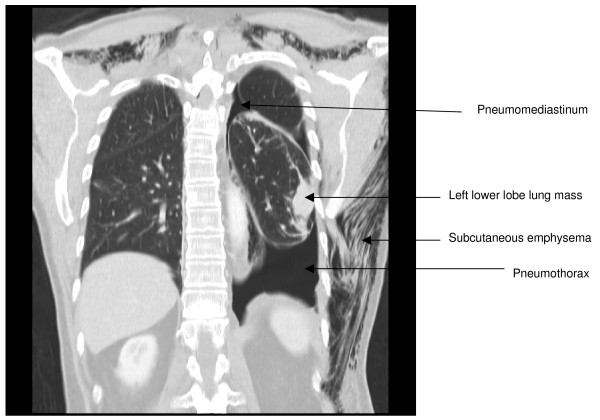 Pneumomediastinum
Left lower lobe lung mass
Subcutaneous emphysema
Pneumothorax